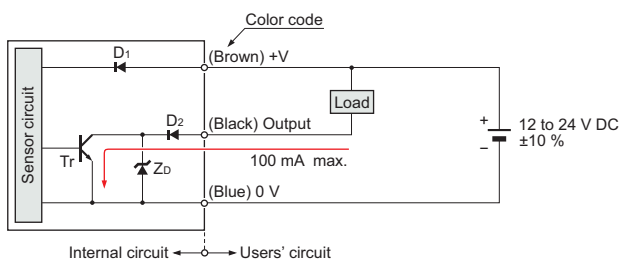 Color code
D1
(Brown) +V
Sensor circuit
Load
D2
(Black) Output
+
12 to 24 V DC
±10 %
−
Tr
ZD
100 mA max.
(Blue) 0 V
Internal circuit
Users' circuit